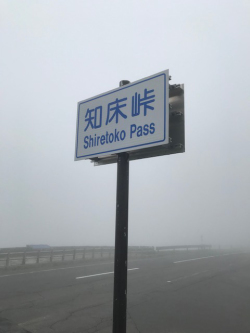 知床峠
Shiretoko Pass